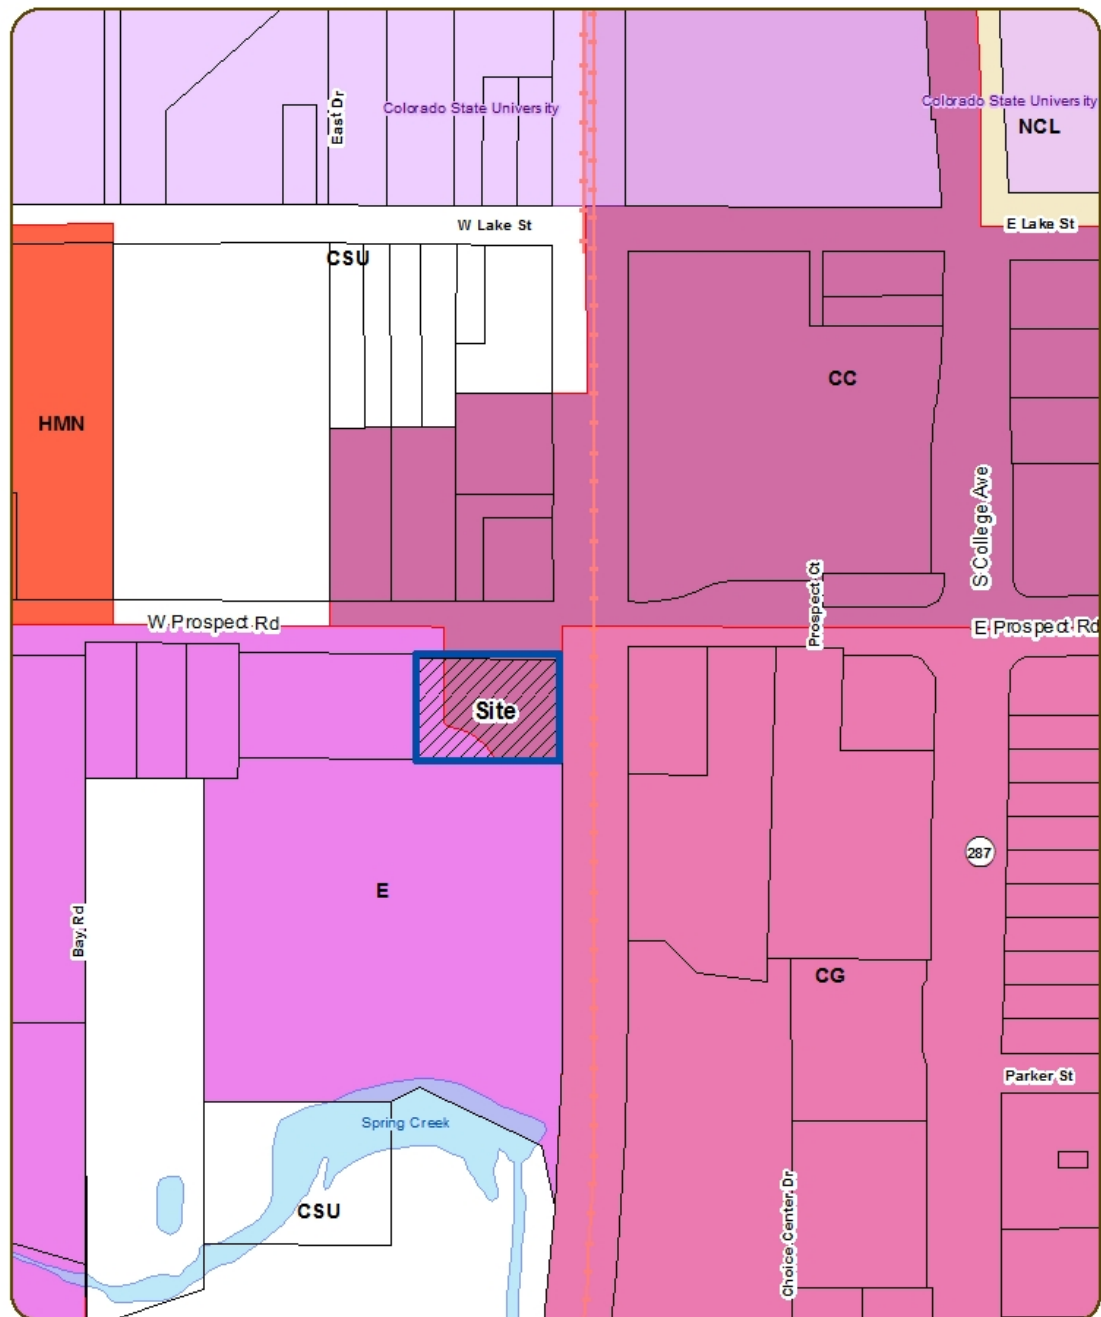 Colorado State University
Colorado State University
East Dr
NCL
W Lake St
E Lake St
CSU
CC
HMN
S College Ave
Prospect Ct
W Prospect Rd
E Prospect Rd
Site
287
E
Bay Rd
CG
Parker St
Spring Creek
CSU
Choice Center Dr